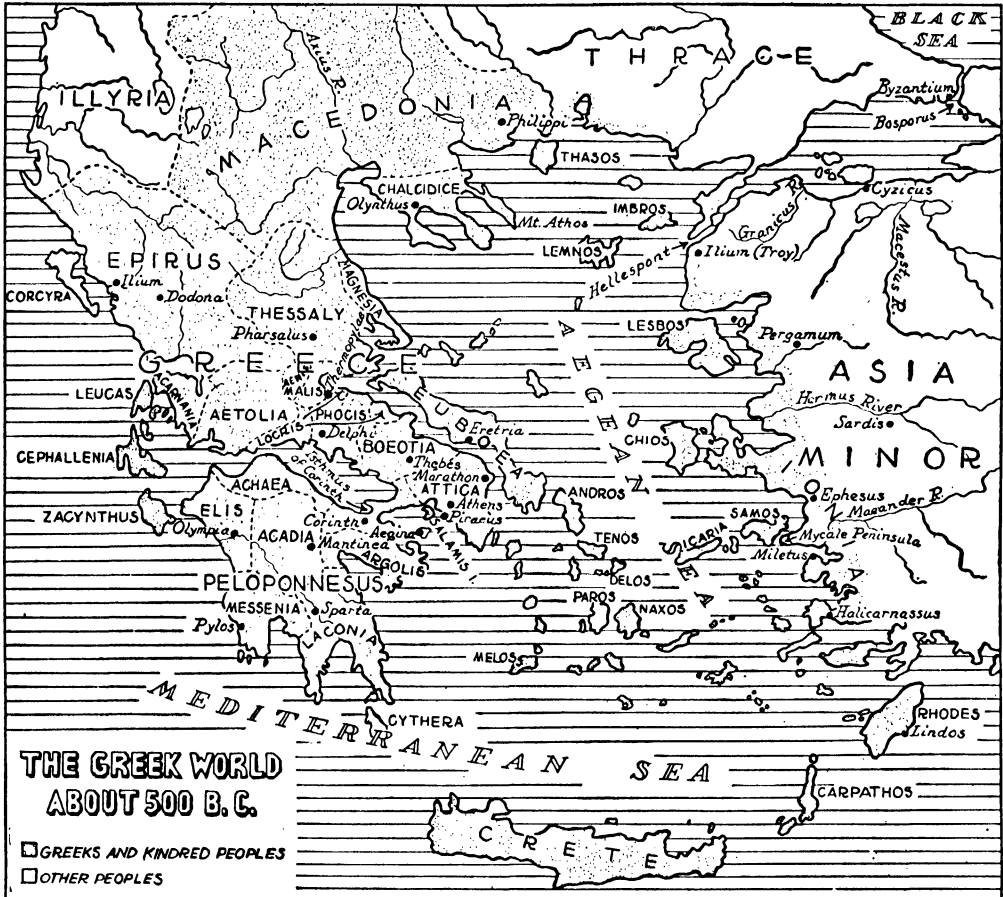 BLACK
SEA
THRACE
ILLYRIA
Axius R.
MACEDONIA
Byzantium
Bosporus
Philippi
THASOS
CHALCIDICE
Olynthus
Mt. Athos
IMBROS
LEMNOS
Hellespont
Granicus R.
Cyzicus
Ilium (Troy)
Macestus R.
EPIRUS
Ilium
Dodona
CORCYRA
MAGNESIA
THESSALY
Pharsalus
Thermopylae
LESBOS
Pergamum
AEGEAN SEA
GREECE
ASIA
MINOR
LEUCAS
ACARNANIA
MALIS
AETOLIA
PHOCIS
LOCRIS
Delphi
EUBOEA
Eretria
BOEOTIA
Thebes
Marathon
ATTICA
Athens
Piraeus
Hermus River
Sardis
CHIOS
CEPHALLENIA
Isthmus
of Corinth
ACHAEA
ZACYNTHUS
ELIS
Olympia
Corinth
ACADIA
Mantinea
Aegina
ARGOLIS
SALAMIS I.
ANDROS
TENOS
DELOS
SAMOS
ICARIA
Ephesus
Maeander R.
Mycale Peninsula
Miletus
PELOPONNESUS
MESSENIA
Sparta
Pylos
LACONIA
PAROS
NAXOS
Halicarnassus
MELOS
MEDITERRANEAN SEA
CYTHERA
RHODES
Lindos
CARPATHOS
CRETE
THE GREEK WORLD
ABOUT 500 B.C.
GREEKS AND KINDRED PEOPLES
OTHER PEOPLES